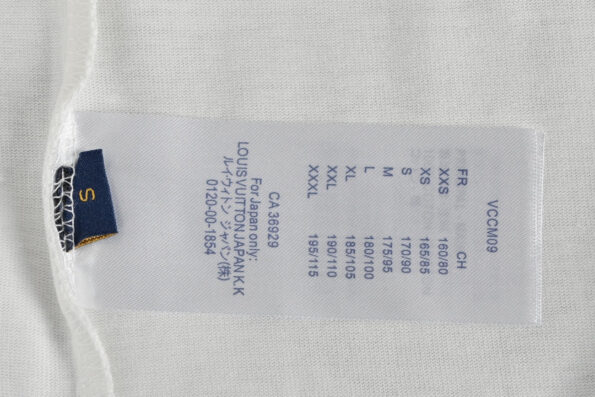 VCCM09
FR CH
XXS 160/80
XS 165/85
S 170/90
M 175/95
L 180/100
XL 185/105
XXL 190/110
XXXL 195/115
CA 36929
For Japan only:
LOUIS VUITTON JAPAN K.K
ルイ・ヴィトン ジャパン(株)
0120-00-1854
S